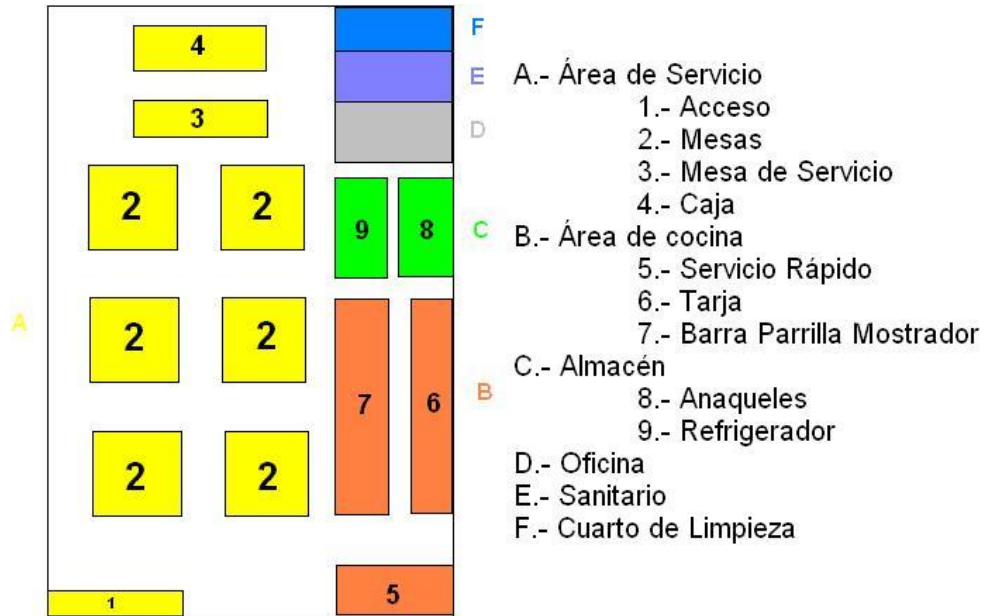 4
F
E
A.- Área de Servicio
1.- Acceso
3
D
2.- Mesas
3.- Mesa de Servicio
2 2
4.- Caja
9 8
C
B.- Área de cocina
5.- Servicio Rápido
A
6.- Tarja
2 2
7.- Barra Parrilla Mostrador
C.- Almacén
7 6
B
8.- Anaqueles
9.- Refrigerador
2 2
D.- Oficina
E.- Sanitario
F.- Cuarto de Limpieza
1
5